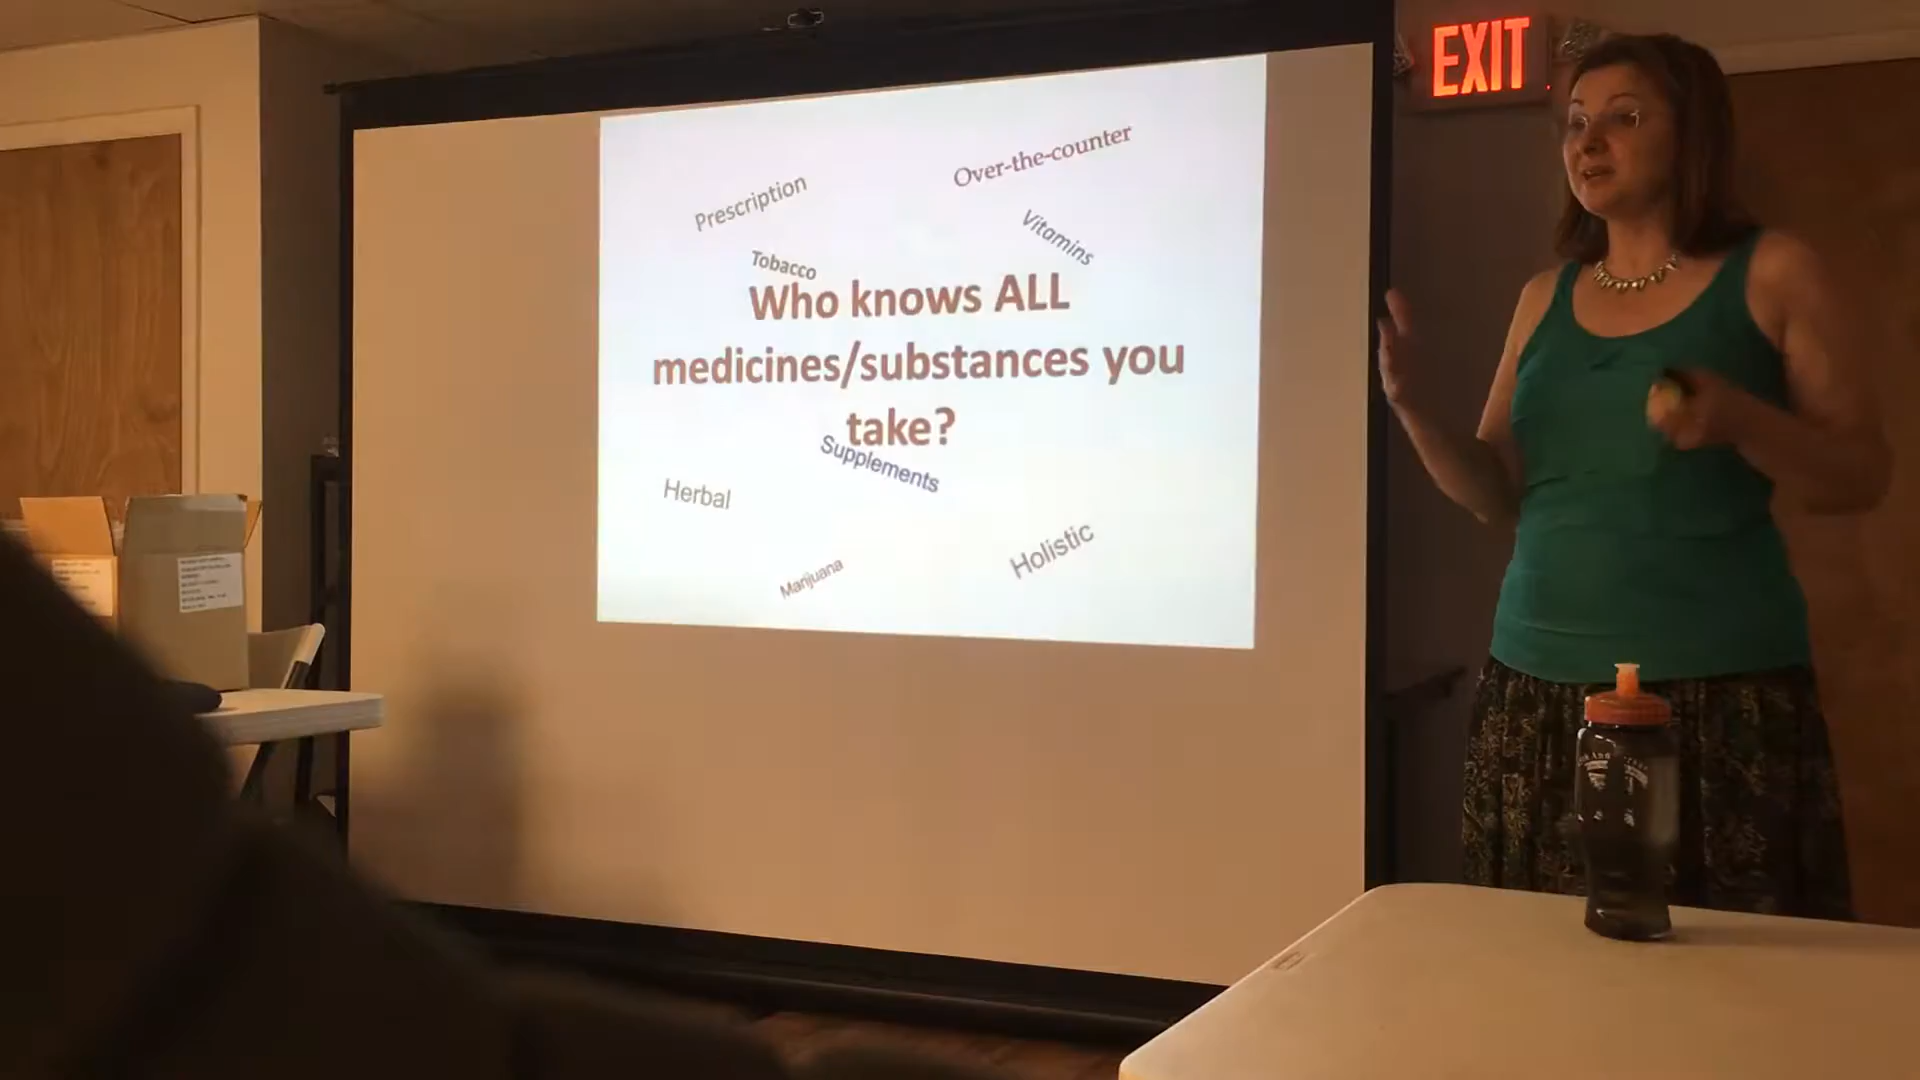 EXIT
Over-the-counter
Prescription
Vitamins
Tobacco
Who knows ALL
medicines/substances you
take?
Supplements
Herbal
Holistic
Marijuana